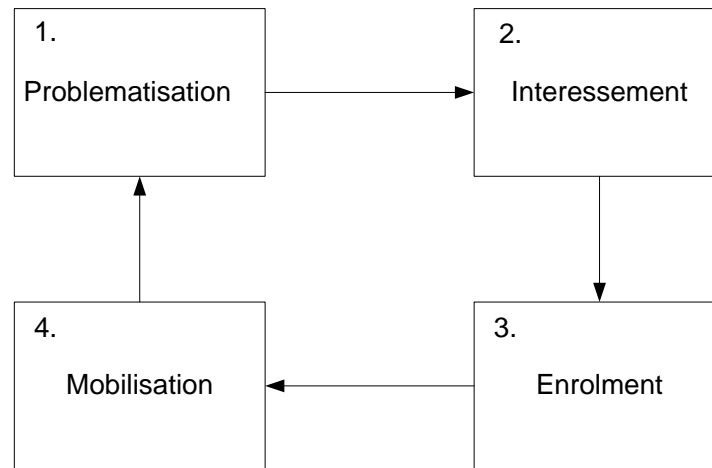 1.
Problematisation
2.
Interessement
3.
Enrolment
4.
Mobilisation